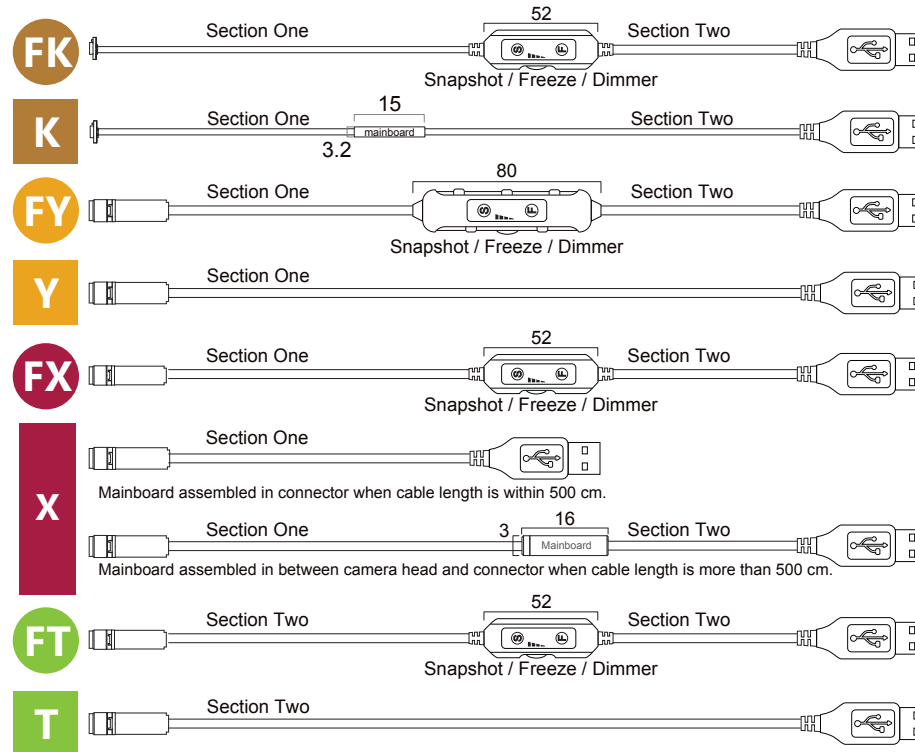 52
Section One
Section Two
FK
S F
Snapshot / Freeze / Dimmer
15
Section One
Section Two
K
mainboard
3.2
80
Section One
Section Two
FY
S F
Snapshot / Freeze / Dimmer
Section One
Y
52
Section One
Section Two
FX
S F
Snapshot / Freeze / Dimmer
Section One
Mainboard assembled in connector when cable length is within 500 cm.
X
16
Section One
3
Section Two
Mainboard
Mainboard assembled in between camera head and connector when cable length is more than 500 cm.
52
Section Two
Section Two
FT
S F
Snapshot / Freeze / Dimmer
Section Two
T